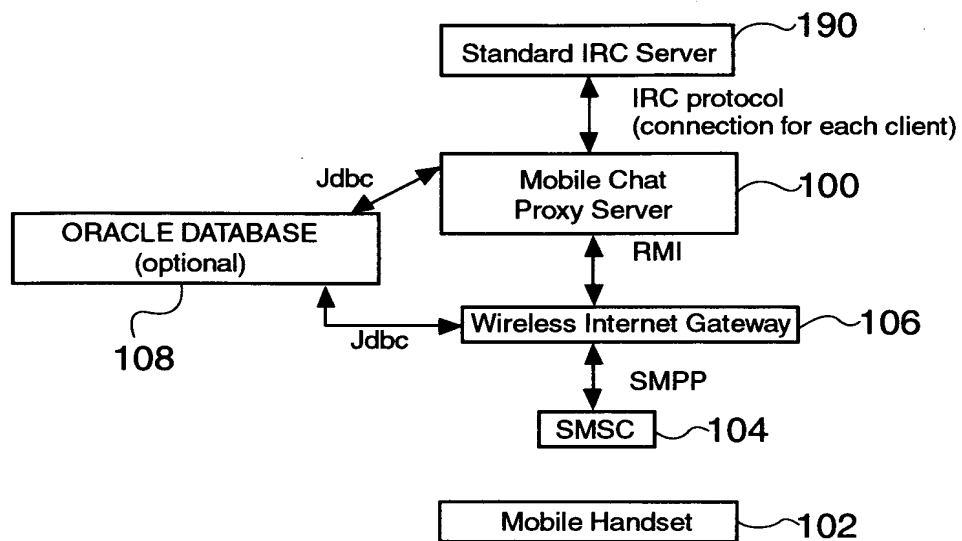 190
Standard IRC Server
IRC protocol
(connection for each client)
Jdbc
Mobile Chat
Proxy Server
100
ORACLE DATABASE
(optional)
RMI
108
Jdbc
Wireless Internet Gateway
106
SMPP
SMSC
104
Mobile Handset
102